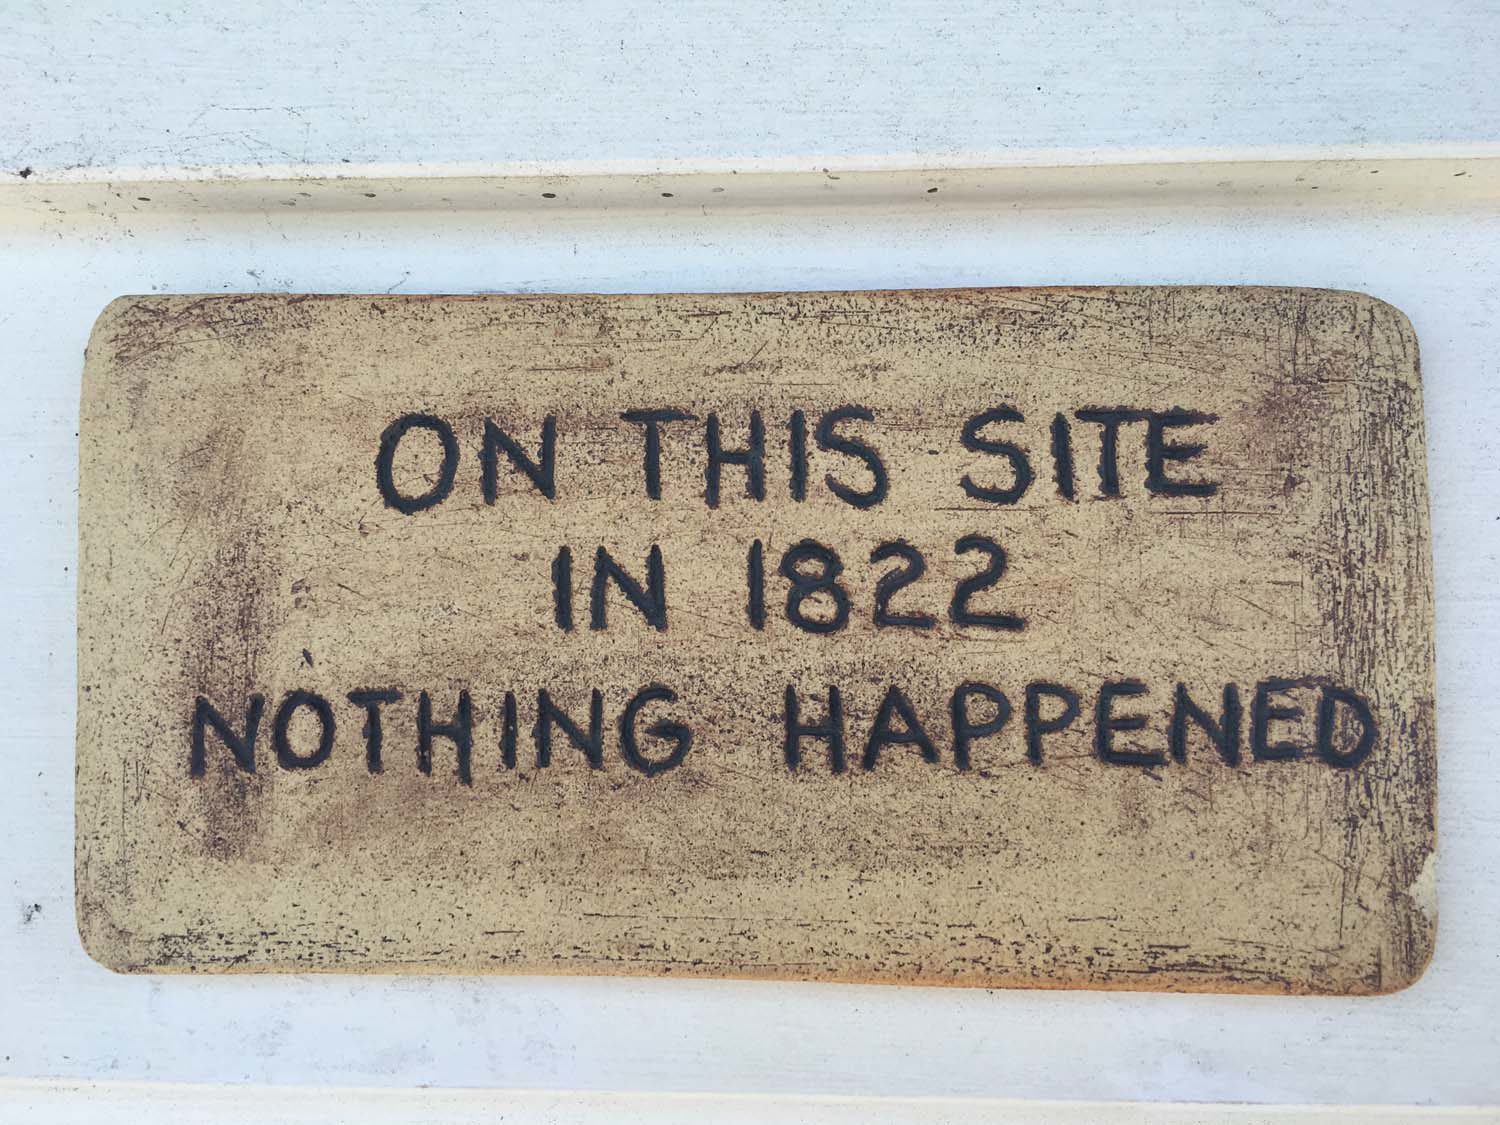 ON THIS SITE
IN 1822
NOTHING HAPPENED